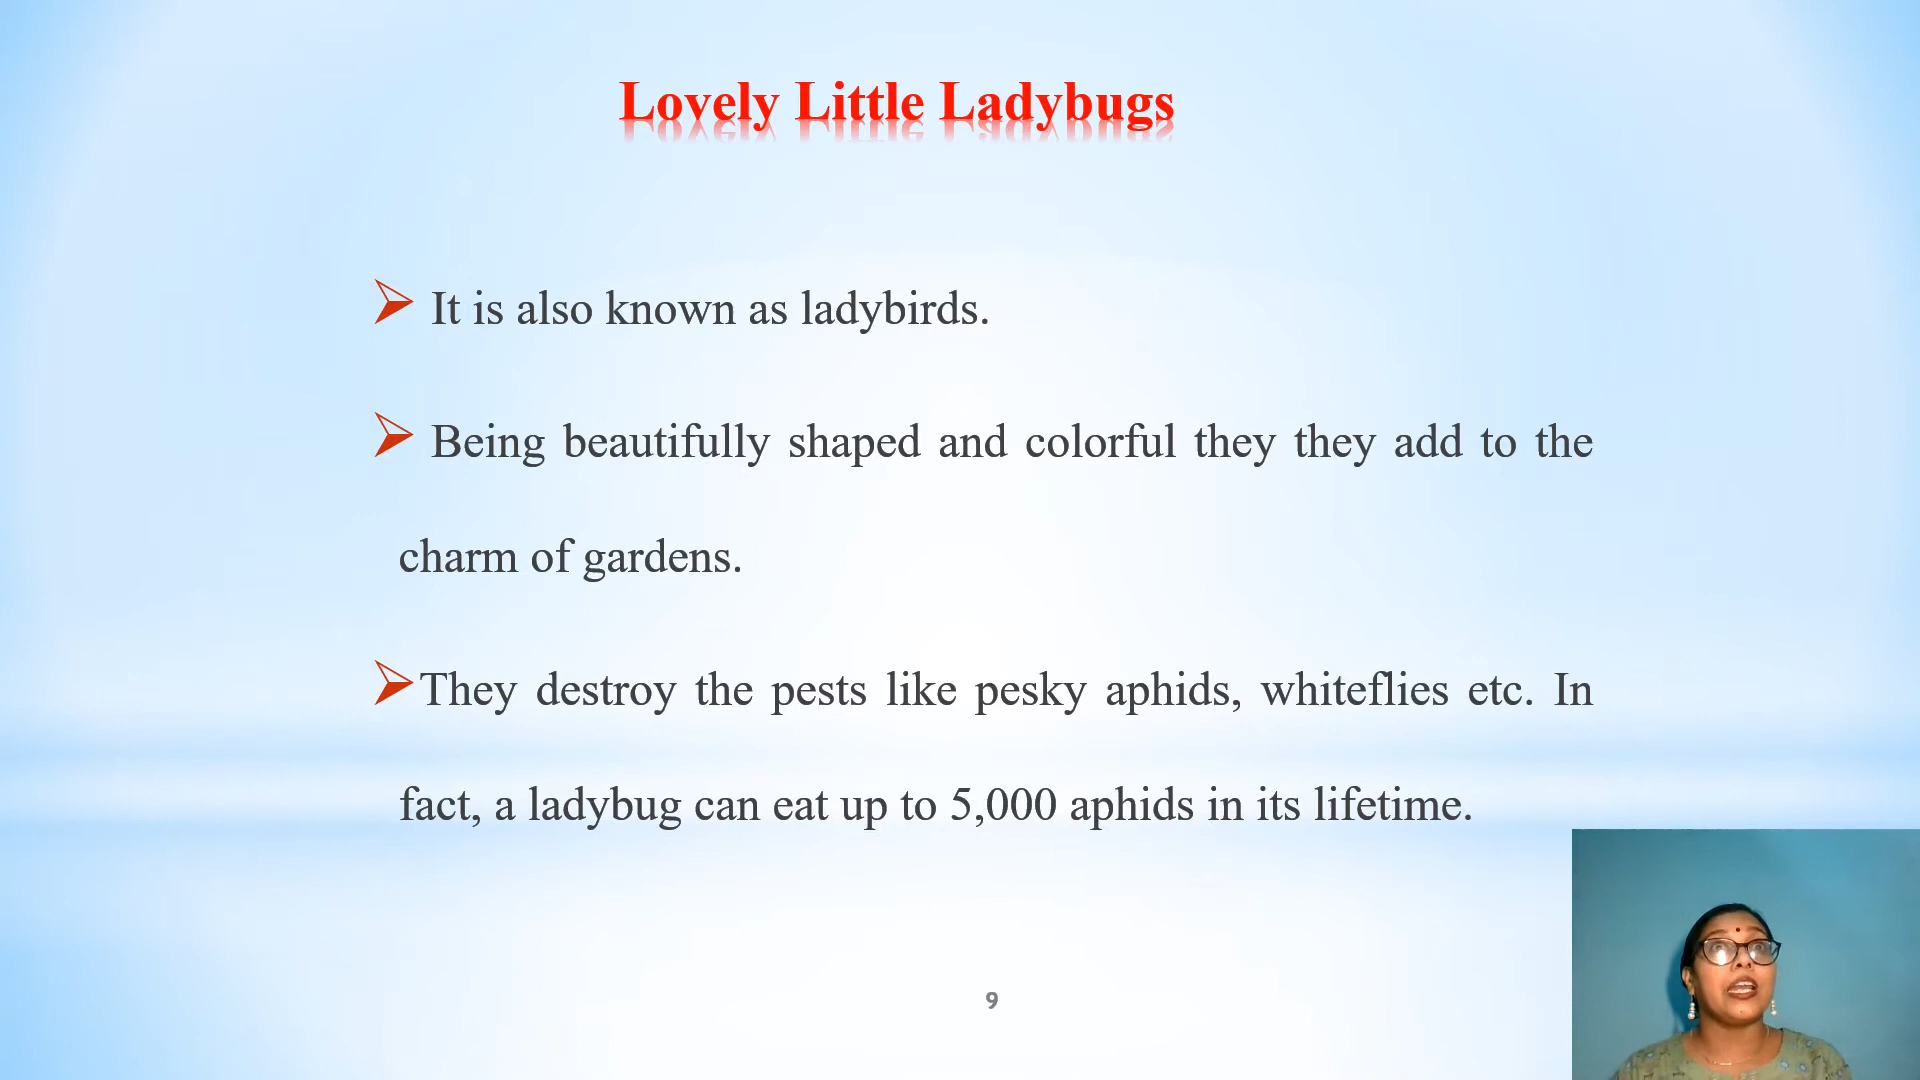 Lovely Little Ladybugs
It is also known as ladybirds.
Being beautifully shaped and colorful they they add to the
charm of gardens.
They destroy the pests like pesky aphids, whiteflies etc. In
fact, a ladybug can eat up to 5,000 aphids in its lifetime.
9